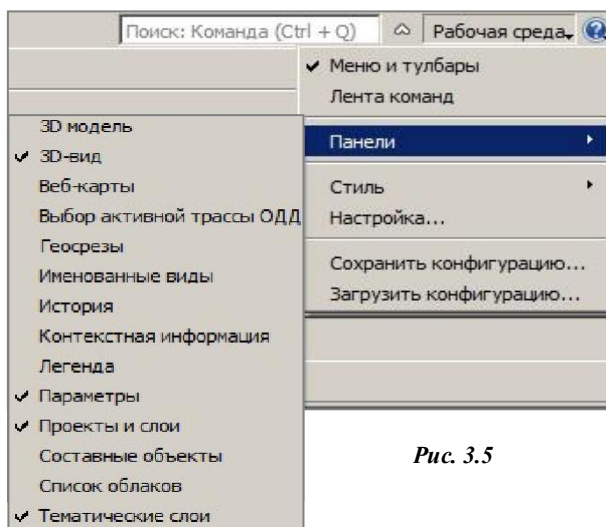 Поиск: Команда (Ctrl + Q) Рабочая среда
Меню и тулбары
Лента команд
Панели
Стиль
Настройка...
Сохранить конфигурацию...
Загрузить конфигурацию...
3D модель
3D-вид
Веб-карты
Выбор активной трассы ОДД
Геосрезы
Именованные виды
История
Контекстная информация
Легенда
Параметры
Проекты и слои
Составные объекты
Список облаков
Тематические слои
Рис. 3.5